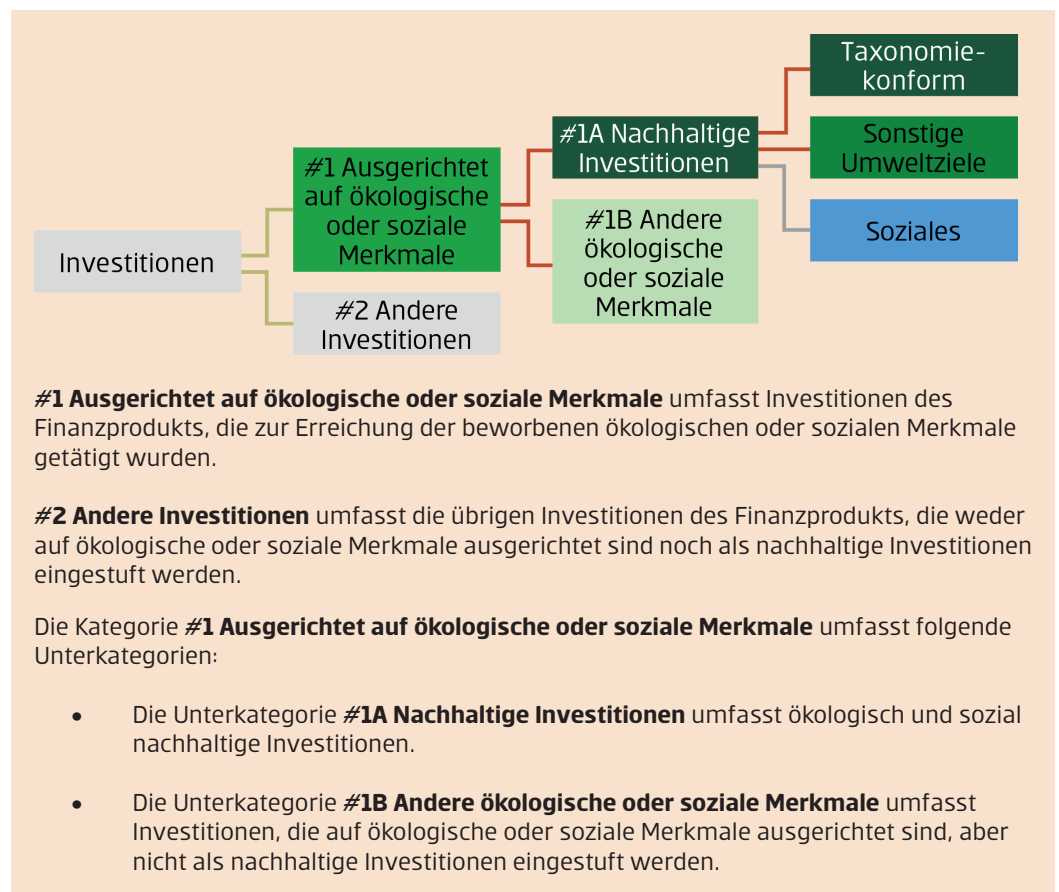 Taxonomie-
konform
#1A Nachhaltige
Investitionen
Sonstige
Umweltziele
#1 Ausgerichtet
auf ökologische
oder soziale
Merkmale
#1B Andere
ökologische
oder soziale
Merkmale
Soziales
Investitionen
#2 Andere
Investitionen
#1 Ausgerichtet auf ökologische oder soziale Merkmale umfasst Investitionen des
Finanzprodukts, die zur Erreichung der beworbenen ökologischen oder sozialen Merkmale
getätigt wurden.
#2 Andere Investitionen umfasst die übrigen Investitionen des Finanzprodukts, die weder
auf ökologische oder soziale Merkmale ausgerichtet sind noch als nachhaltige Investitionen
eingestuft werden.
Die Kategorie #1 Ausgerichtet auf ökologische oder soziale Merkmale umfasst folgende
Unterkategorien:
• Die Unterkategorie #1A Nachhaltige Investitionen umfasst ökologisch und sozial
nachhaltige Investitionen.
• Die Unterkategorie #1B Andere ökologische oder soziale Merkmale umfasst
Investitionen, die auf ökologische oder soziale Merkmale ausgerichtet sind, aber
nicht als nachhaltige Investitionen eingestuft werden.